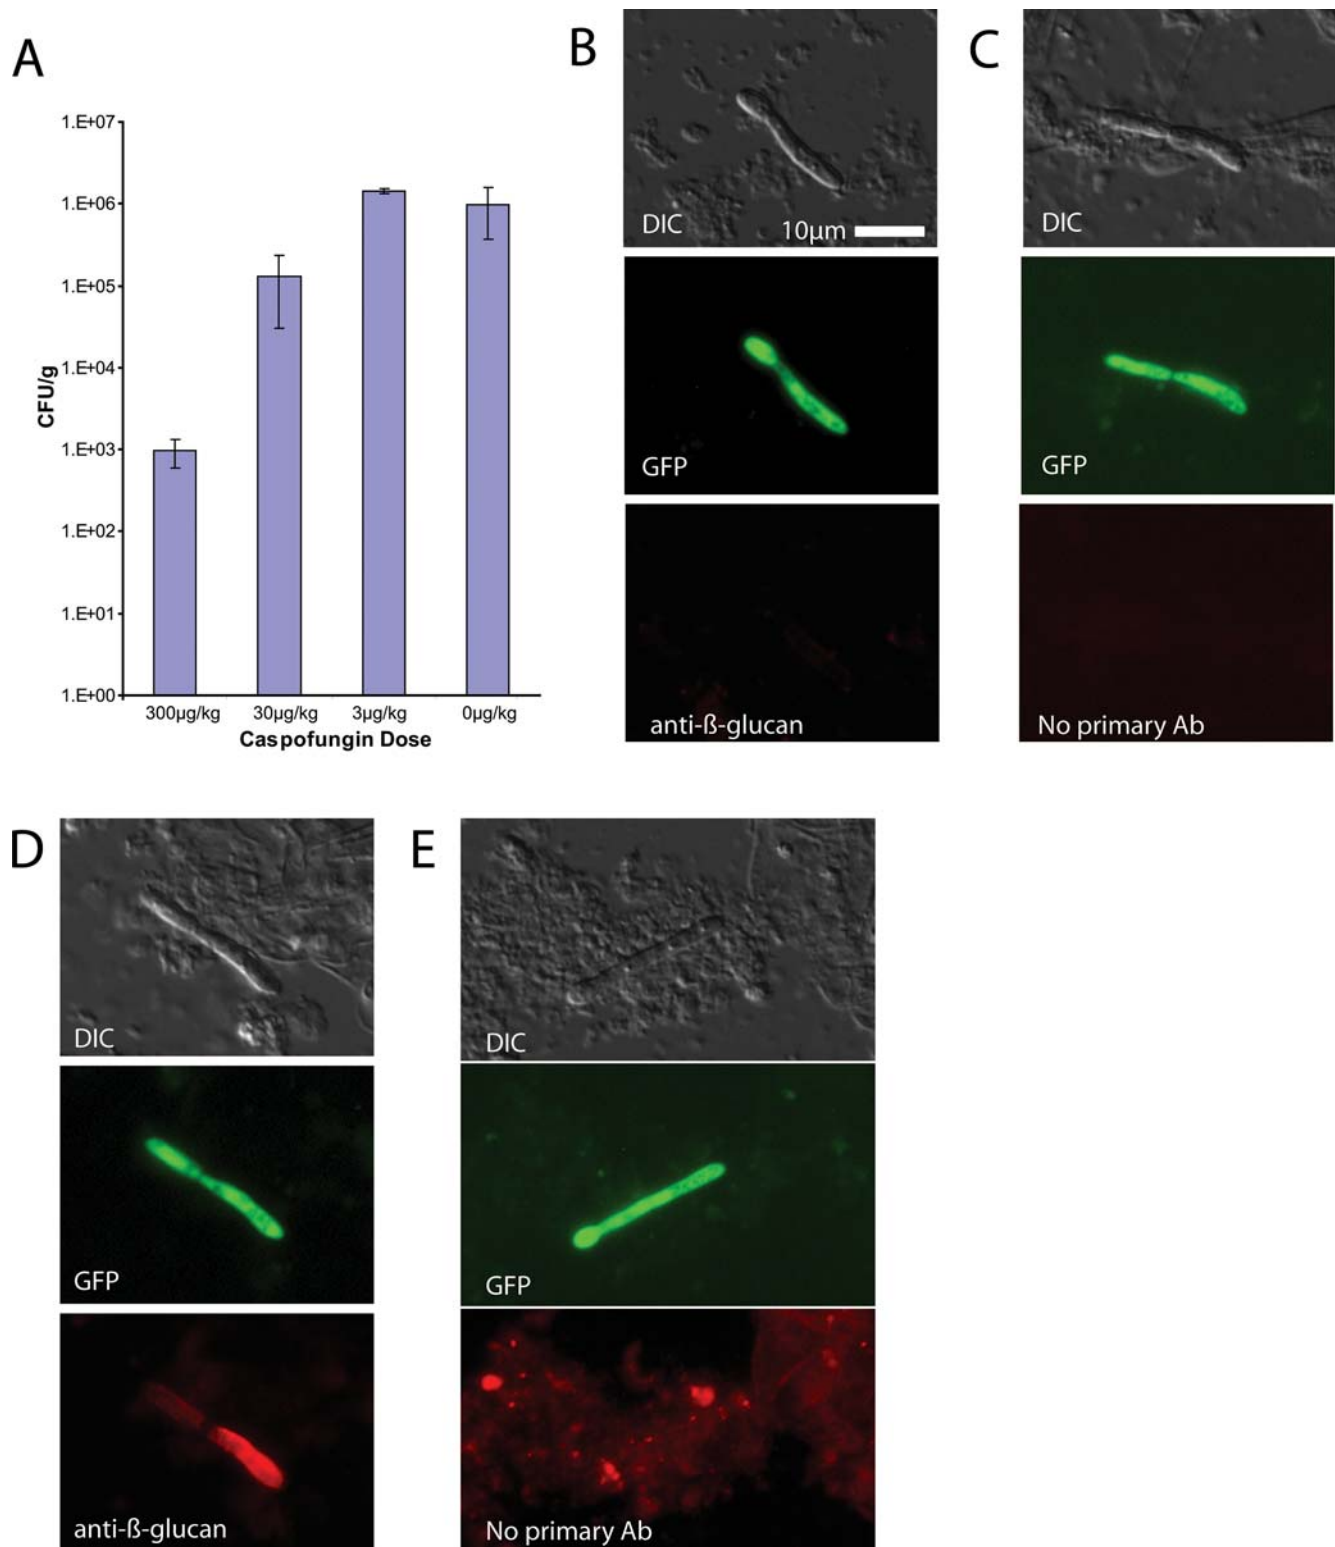 A
1.E+07
1.E+06
1.E+05
1.E+04
1.E+03
1.E+02
1.E+01
1.E+00
CFU/g
300µg/kg 30µg/kg 3µg/kg 0µg/kg
Caspofungin Dose
B
DIC
10µm
GFP
anti-ß-glucan
C
DIC
GFP
No primary Ab
D
DIC
GFP
anti-ß-glucan
E
DIC
GFP
No primary Ab